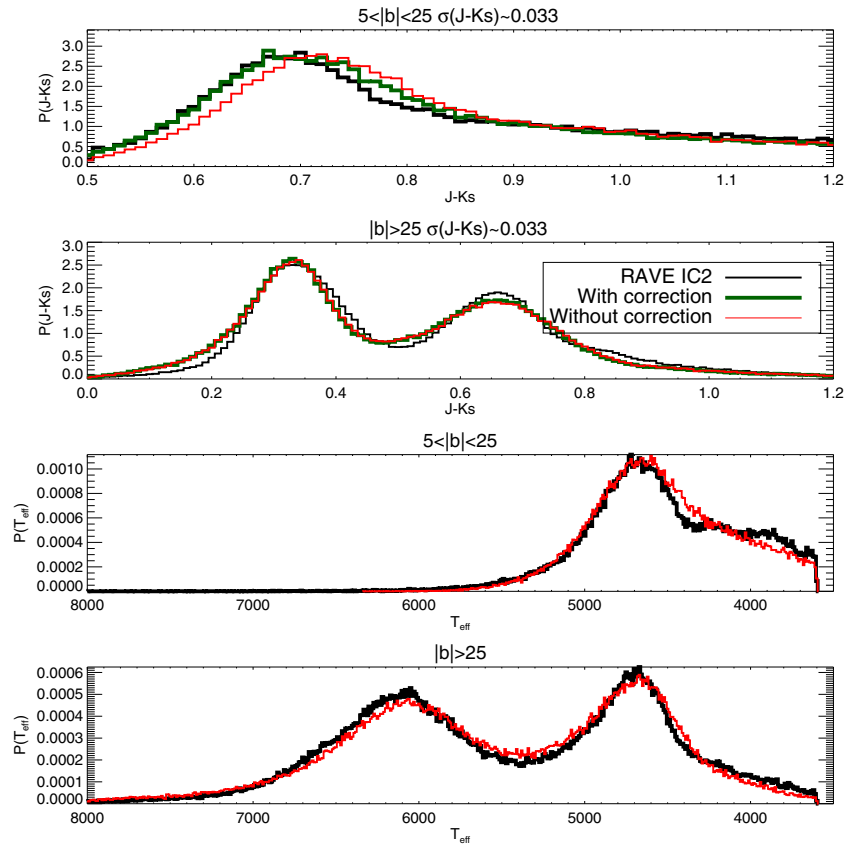 5<|b|<25 σ(J-Ks)~0.033
P(J-Ks)
3.0
2.5
2.0
1.5
1.0
0.5
0.0
0.5 0.6 0.7 0.8 0.9 1.0 1.1 1.2
J-Ks
|b|>25 σ(J-Ks)~0.033
P(J-Ks)
3.0
2.5
2.0
1.5
1.0
0.5
0.0
RAVE IC2
With correction
Without correction
0.0 0.2 0.4 0.6 0.8 1.0 1.2
J-Ks
5<|b|<25
P(Teff)
0.0010
0.0008
0.0006
0.0004
0.0002
0.0000
8000 7000 6000 5000 4000
Teff
|b|>25
P(Teff)
0.0006
0.0005
0.0004
0.0003
0.0002
0.0001
0.0000
8000 7000 6000 5000 4000
Teff